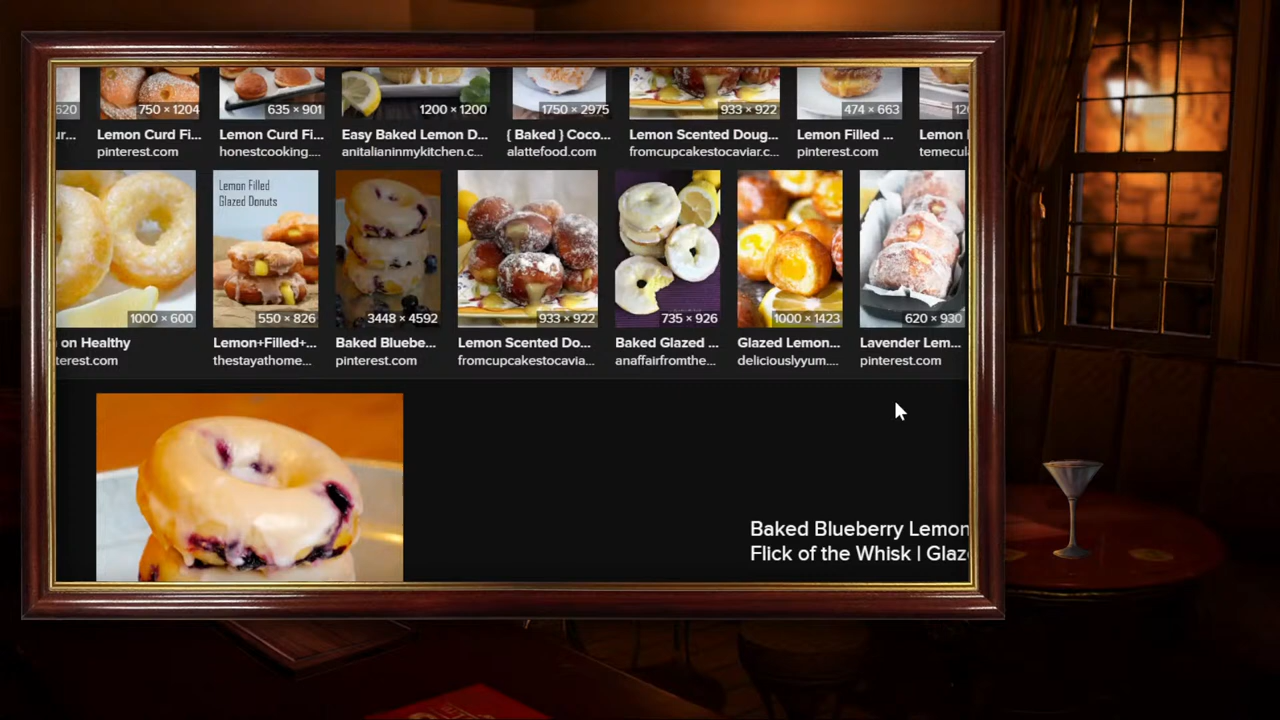 620
750 × 1204
635 × 901
1200 × 1200
1750 × 2975
933 × 922
474 × 663
Lemon Curd Fi...
Lemon Curd Fi...
Easy Baked Lemon D...
{ Baked } Coco...
Lemon Scented Doug...
Lemon Filled ...
Lemon
pinterest.com
honestcooking....
anitalianinmykitchen.c...
alattefood.com
fromcupcakestocaviar.c...
pinterest.com
Lemon Filled
Glazed Donuts
1000 × 600
550 × 826
3448 × 4592
933 × 922
735 × 926
1000 × 1423
620 × 930
on Healthy
Lemon+Filled+...
Baked Bluebe...
Lemon Scented Do...
Baked Glazed ...
Glazed Lemon...
Lavender Lem...
terest.com
thestayathome...
pinterest.com
fromcupcakestocavia...
anaffairfromthe...
deliciouslyyum....
pinterest.com
Baked Blueberry Lemon
Flick of the Whisk | Glaz